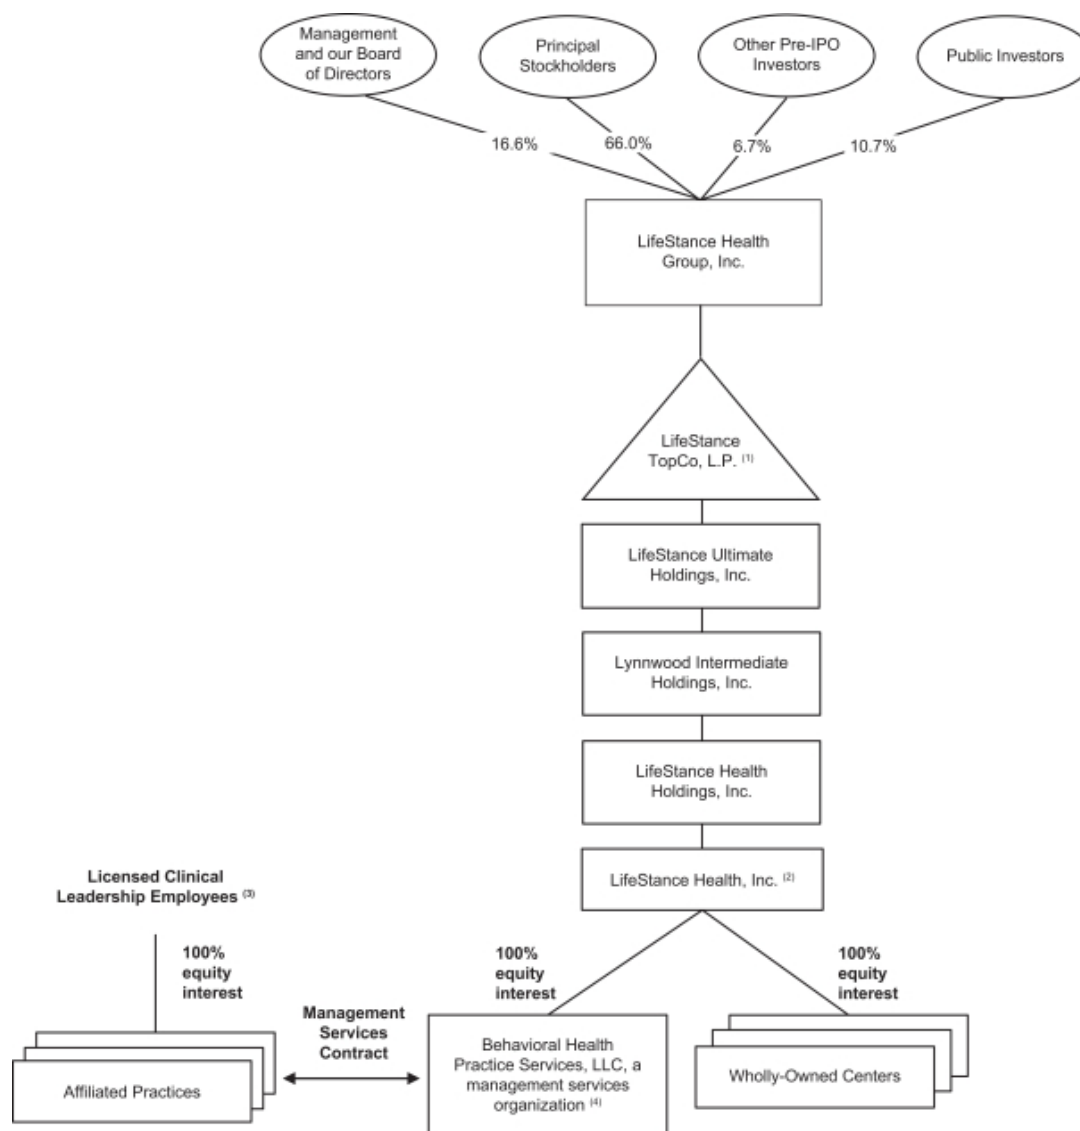 Management
and our Board
of Directors
Principal
Stockholders
Other Pre-IPO
Investors
Public Investors
16.6%
66.0%
6.7%
10.7%
LifeStance Health
Group, Inc.
LifeStance
TopCo, L.P. (1)
LifeStance Ultimate
Holdings, Inc.
Lynnwood Intermediate
Holdings, Inc.
LifeStance Health
Holdings, Inc.
LifeStance Health, Inc. (2)
Licensed Clinical
Leadership Employees (3)
100%
equity
interest
100%
equity
interest
100%
equity
interest
Management
Services
Contract
Affiliated Practices
Behavioral Health
Practice Services, LLC, a
management services
organization (4)
Wholly-Owned Centers